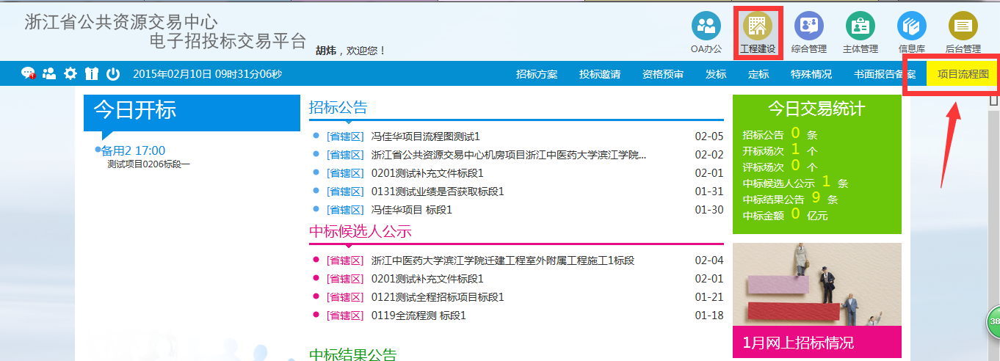 浙江省公共资源交易中心
电子招投标交易平台
胡炜，欢迎您！
OA办公
工程建设
综合管理
主体管理
信息库
后台管理
2015年02月10日 09时31分06秒
招标方案
投标邀请
资格预审
发标
定标
特殊情况
书面报告备案
项目流程图
今日开标
备用2 17:00
测试项目0206标段一
招标公告
[省辖区] 冯佳华项目流程图测试1 02-05
[省辖区] 浙江省公共资源交易中心机房项目浙江中医药大学滨江学院... 02-02
[省辖区] 0201测试补充文件标段1 02-01
[省辖区] 0131测试业绩是否获取标段1 01-31
[省辖区] 冯佳华项目 标段1 01-30
中标候选人公示
[省辖区] 浙江中医药大学滨江学院迁建工程室外附属工程施工1标段 02-04
[省辖区] 0201测试补充文件标段1 02-01
[省辖区] 0121测试全程招标项目标段1 01-21
[省辖区] 0119全流程测 标段1 01-18
中标结果公告
今日交易统计
招标公告 0 条
开标场次 1 个
评标场次 0 个
中标候选人公示 1 条
中标结果公告 9 条
中标金额 0 亿元
1月网上招标情况
38